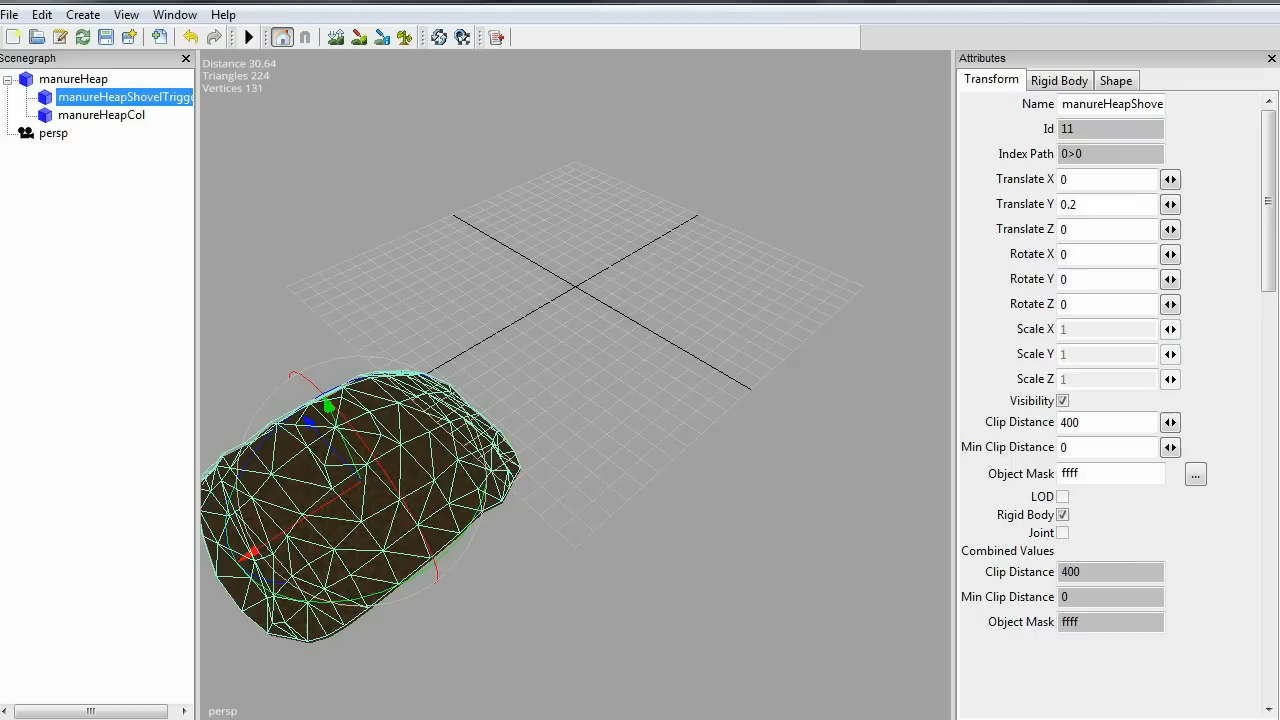 File Edit Create View Window Help
Scenegraph
manureHeap
manureHeapShovelTrigge
manureHeapCol
persp
Distance 30.64
Triangles 224
Vertices 131
persp
Attributes
Transform Rigid Body Shape
Name manureHeapShove
Id 11
Index Path 0>0
Translate X 0
Translate Y 0.2
Translate Z 0
Rotate X 0
Rotate Y 0
Rotate Z 0
Scale X 1
Scale Y 1
Scale Z 1
Visibility
Clip Distance 400
Min Clip Distance 0
Object Mask ffff ...
LOD
Rigid Body
Joint
Combined Values
Clip Distance 400
Min Clip Distance 0
Object Mask ffff